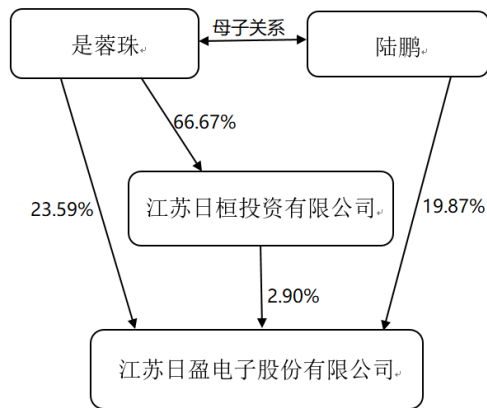 是蓉珠
母子关系
陆鹏
66.67%
23.59%
江苏日桓投资有限公司
19.87%
2.90%
江苏日盈电子股份有限公司